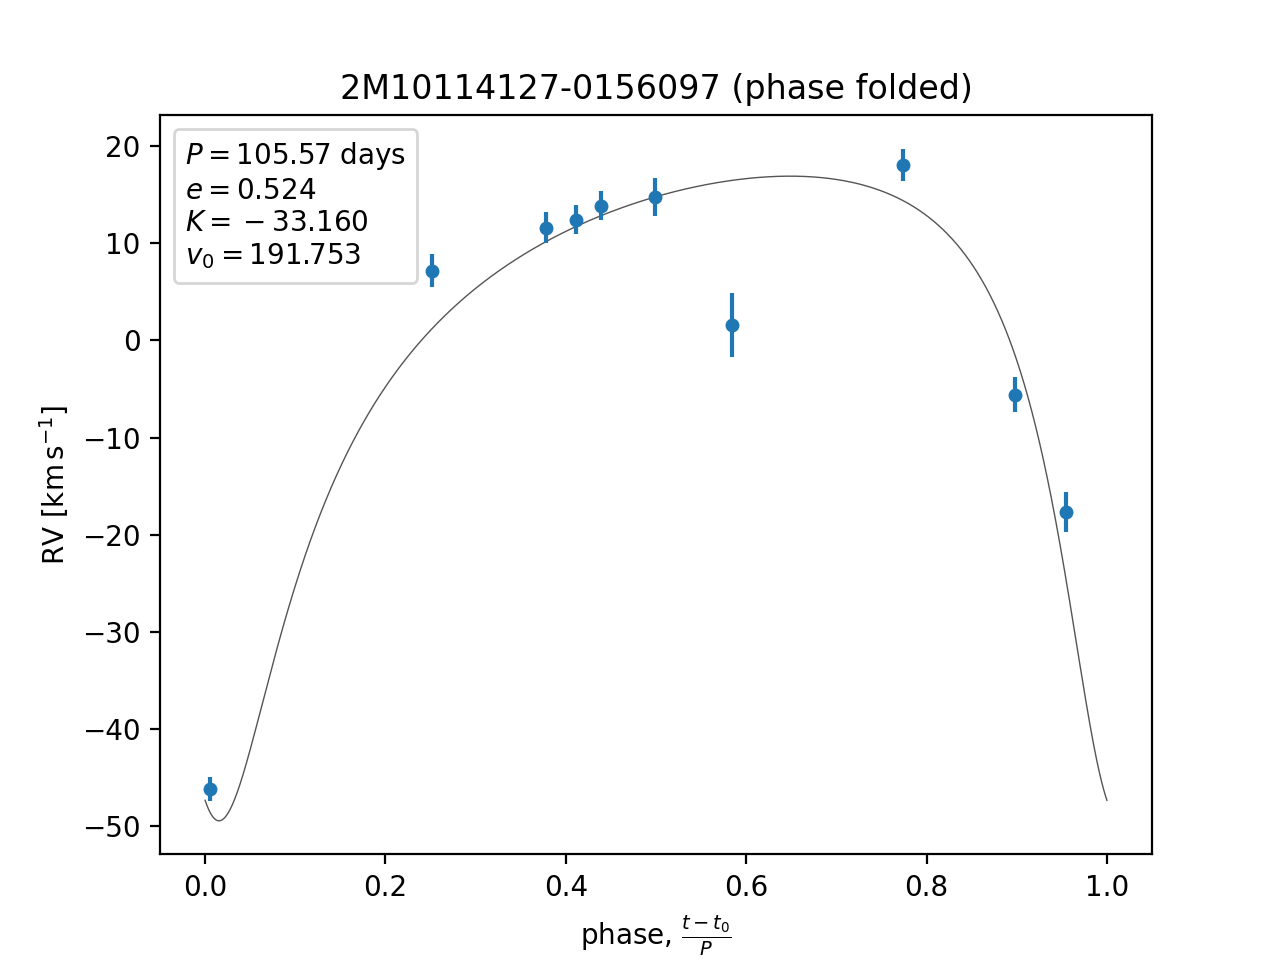 2M10114127-0156097 (phase folded)
P = 105.57 days
e = 0.524
K = −33.160
v₀ = 191.753
20
10
0
−10
−20
−30
−40
−50
RV [km s⁻¹]
0.0 0.2 0.4 0.6 0.8 1.0
phase, (t − t₀)/P